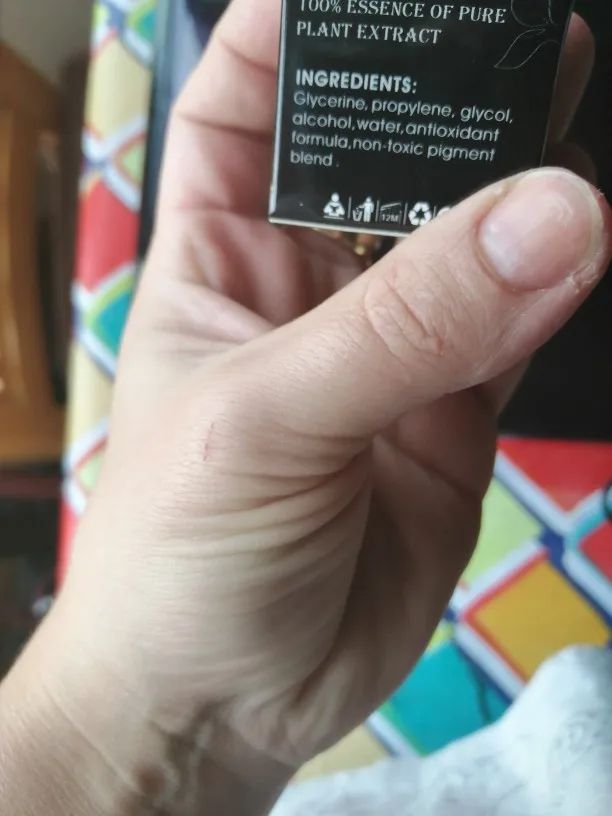 100% ESSENCE OF PURE
PLANT EXTRACT
INGREDIENTS:
Glycerine, propylene, glycol,
alcohol,water,antioxidant
formula,non-toxic pigment
blend .
12M